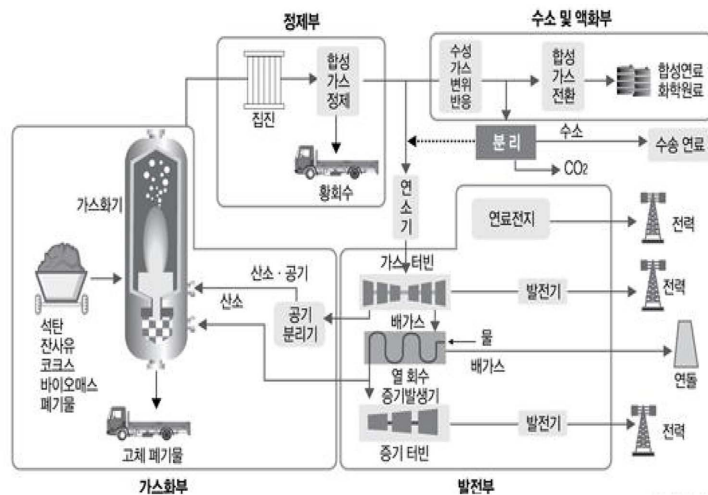 정제부
수소 및 액화부
집진
합성
가스
정제
황회수
수성
가스
변위
반응
합성
가스
전환
합성연료
화학원료
분 리
수소
수송 연료
CO2
연
소
기
가스화기
석탄
잔사유
코크스
바이오매스
폐기물
산소 · 공기
산소
공기
분리기
고체 폐기물
가스화부
연료전지
전력
가스 터빈
발전기
전력
배가스
물
배가스
열 회수
증기발생기
연돌
증기 터빈
발전기
전력
발전부